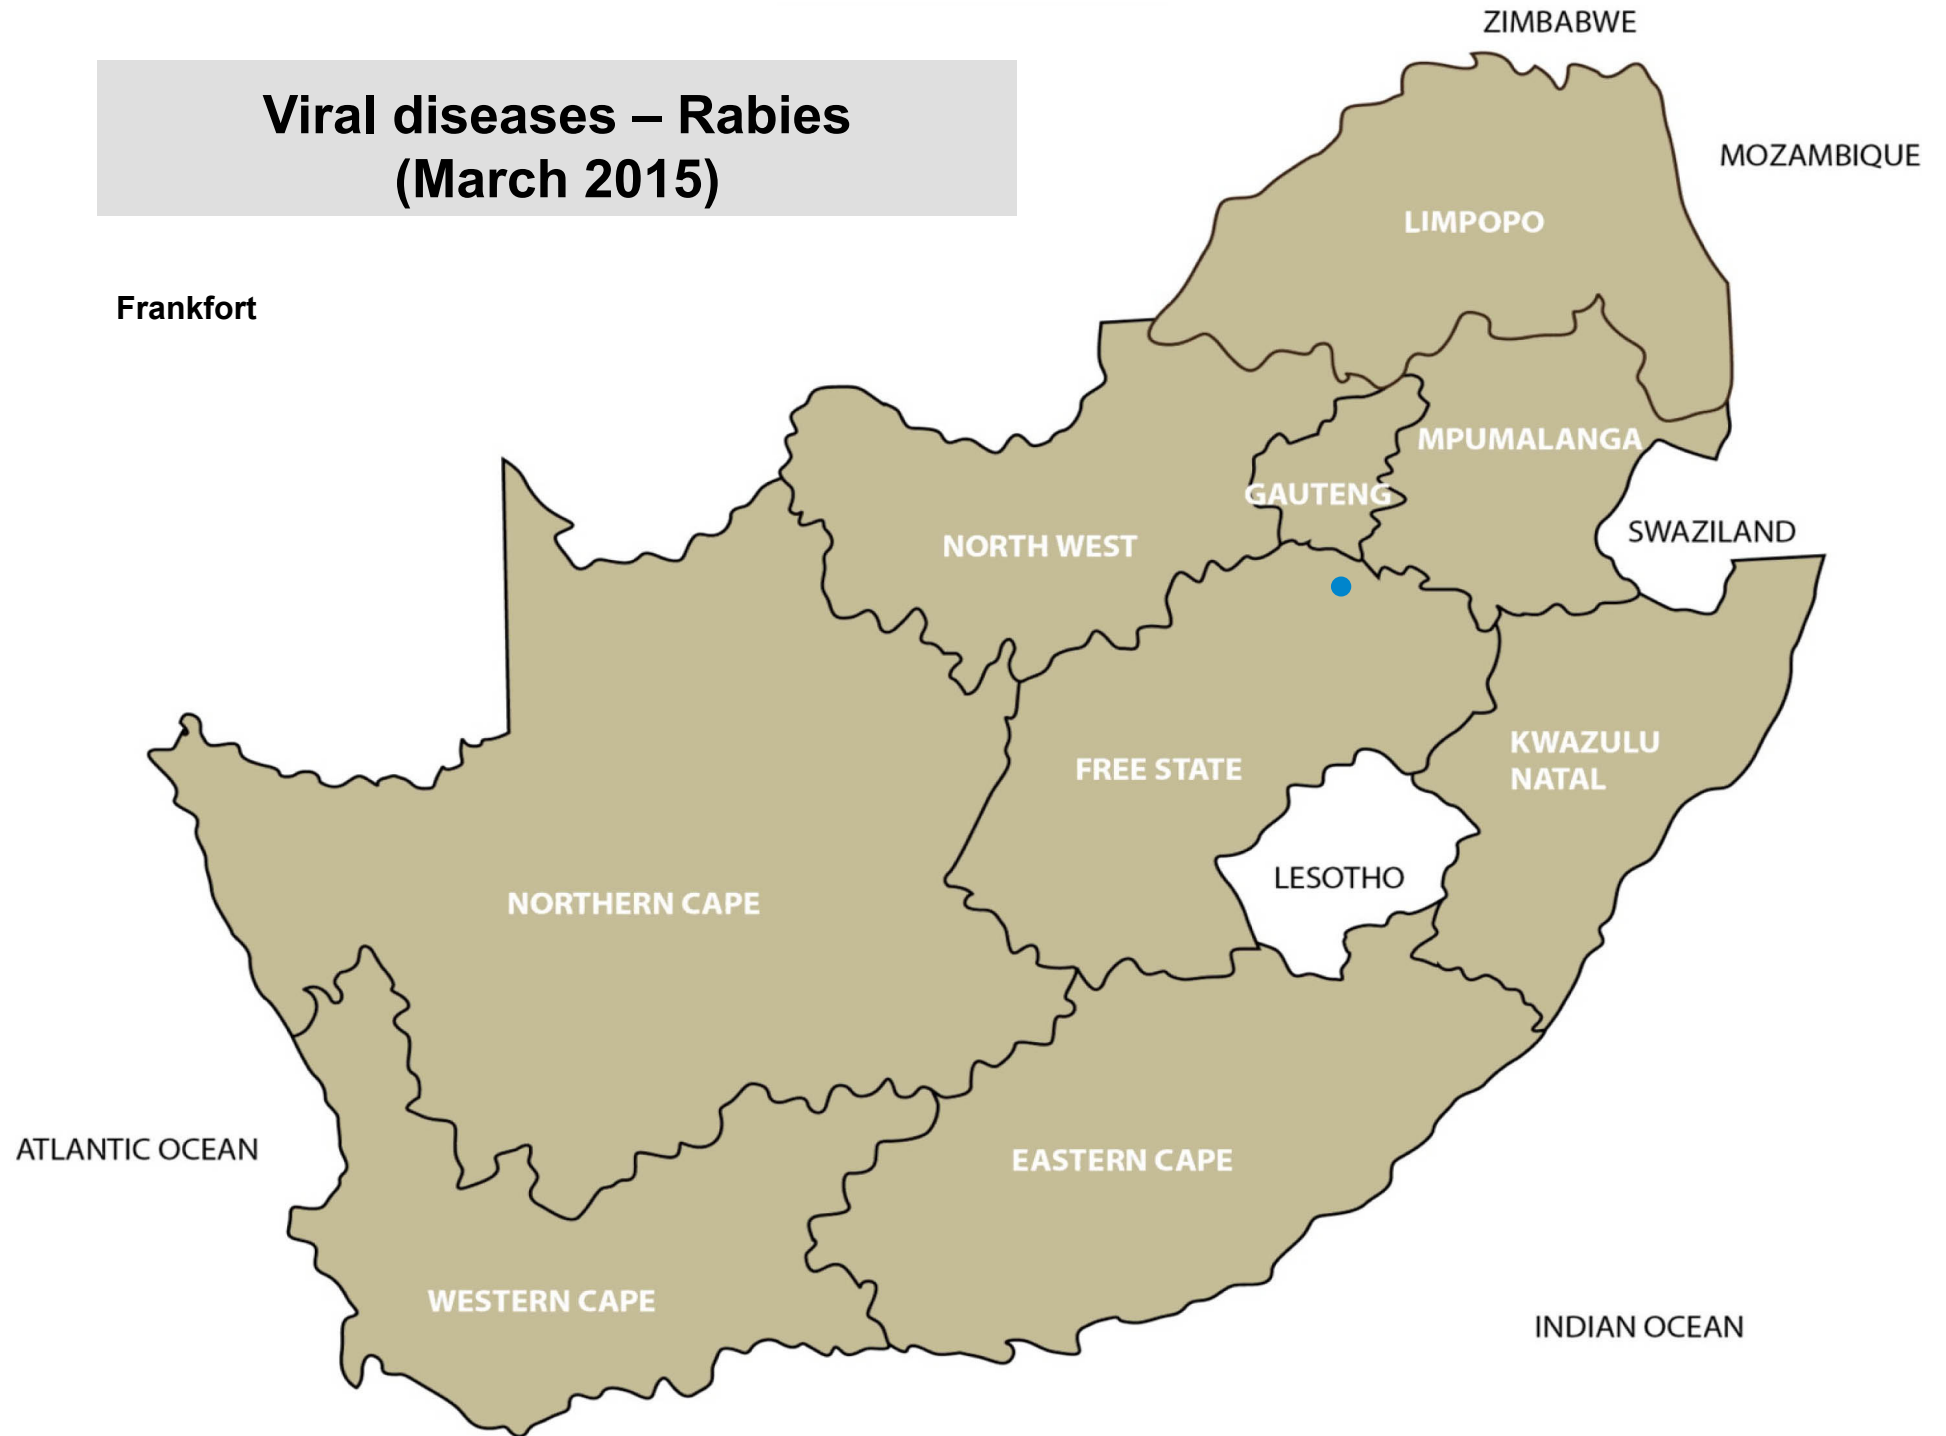 ZIMBABWE
Viral diseases – Rabies
(March 2015)
MOZAMBIQUE
LIMPOPO
Frankfort
MPUMALANGA
GAUTENG
SWAZILAND
NORTH WEST
KWAZULU
NATAL
FREE STATE
LESOTHO
NORTHERN CAPE
ATLANTIC OCEAN
EASTERN CAPE
WESTERN CAPE
INDIAN OCEAN